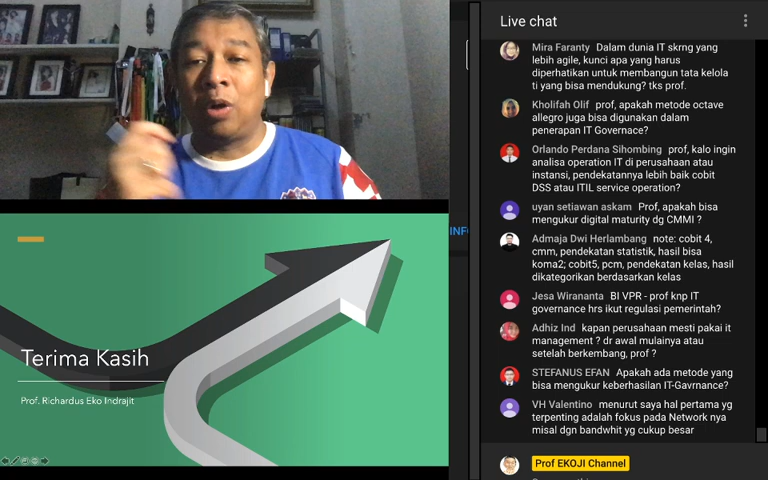 Live chat
Mira Faranty Dalam dunia IT skrng yang
lebih agile, kunci apa yang harus
diperhatikan untuk membangun tata kelola
ti yang bisa mendukung? tks prof.
Kholifah Olif prof, apakah metode octave
allegro juga bisa digunakan dalam
penerapan IT Governace?
Orlando Perdana Sihombing prof, kalo ingin
analisa operation IT di perusahaan atau
instansi, pendekatannya lebih baik cobit
DSS atau ITIL service operation?
uyan setiawan askam Prof, apakah bisa
mengukur digital maturity dg CMMI ?
Admaja Dwi Herlambang note: cobit 4,
cmm, pendekatan statistik, hasil bisa
koma2; cobit5, pcm, pendekatan kelas, hasil
dikategorikan berdasarkan kelas
Jesa Wirananta BI VPR - prof knp IT
governance hrs ikut regulasi pemerintah?
Adhiz Ind kapan perusahaan mesti pakai it
management ? dr awal mulainya atau
setelah berkembang, prof ?
STEFANUS EFAN Apakah ada metode yang
bisa mengukur keberhasilan IT-Gavrnance?
VH Valentino menurut saya hal pertama yg
terpenting adalah fokus pada Network nya
misal dgn bandwhit yg cukup besar
Prof EKOJI Channel
INFO
Terima Kasih
Prof. Richardus Eko Indrajit